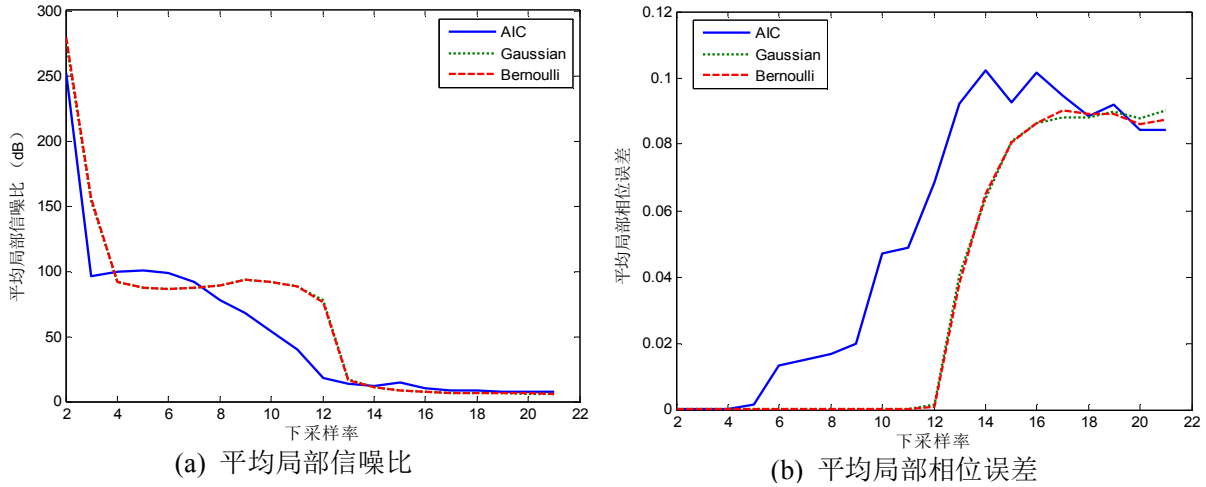 300
250
200
150
100
50
0
2 4 6 8 10 12 14 16 18 20 22
平均局部信噪比 (dB)
下采样率
AIC
Gaussian
Bernoulli
(a) 平均局部信噪比
0.12
0.1
0.08
0.06
0.04
0.02
0
2 4 6 8 10 12 14 16 18 20 22
平均局部相位误差
下采样率
AIC
Gaussian
Bernoulli
(b) 平均局部相位误差